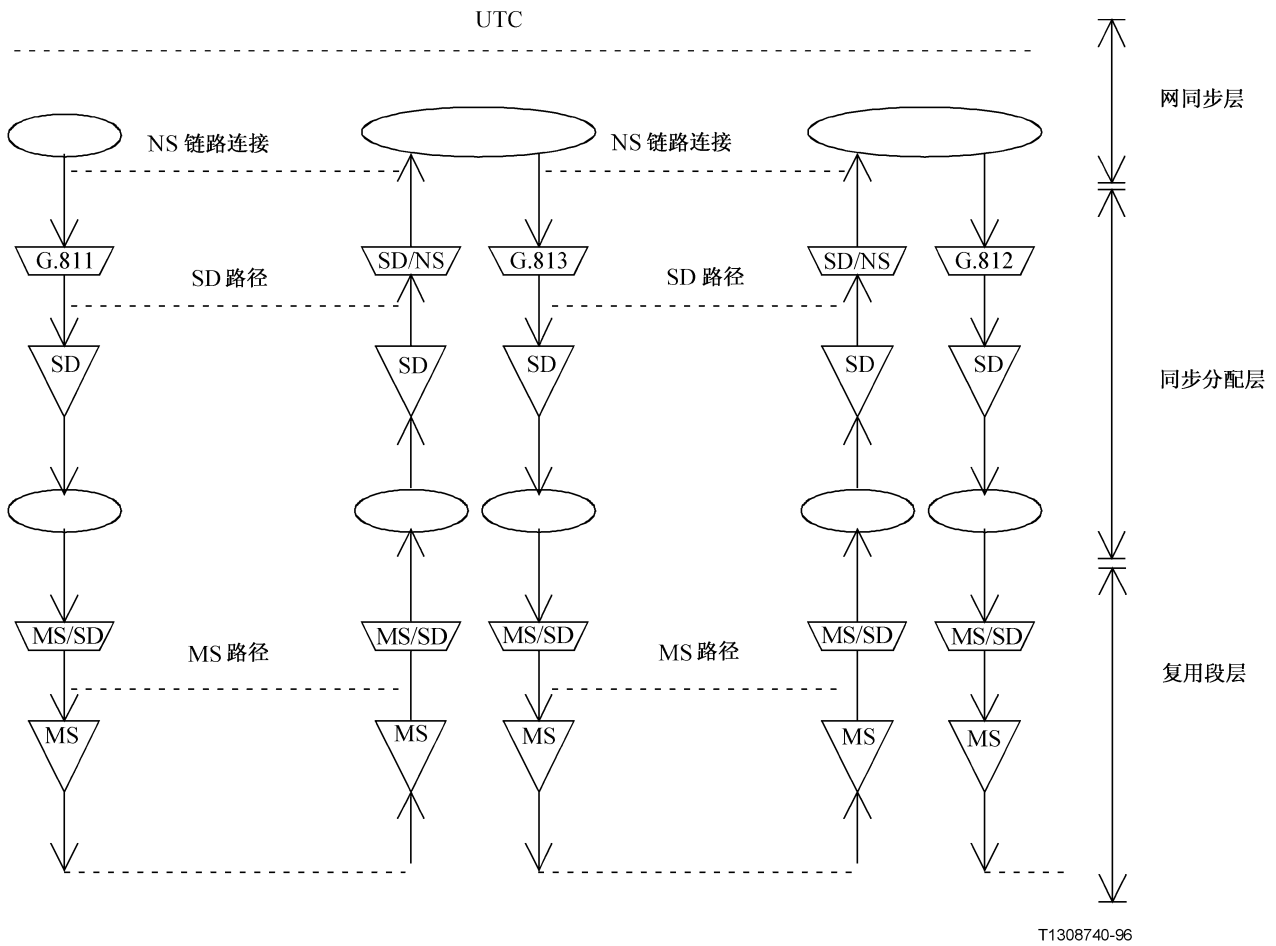 UTC
网同步层
NS 链路连接
NS 链路连接
G.811
SD/NS
G.813
SD/NS
G.812
SD 路径
SD 路径
SD
SD
SD
SD
SD
同步分配层
MS/SD
MS/SD
MS/SD
MS/SD
MS/SD
MS 路径
MS 路径
复用段层
MS
MS
MS
MS
MS
T1308740-96